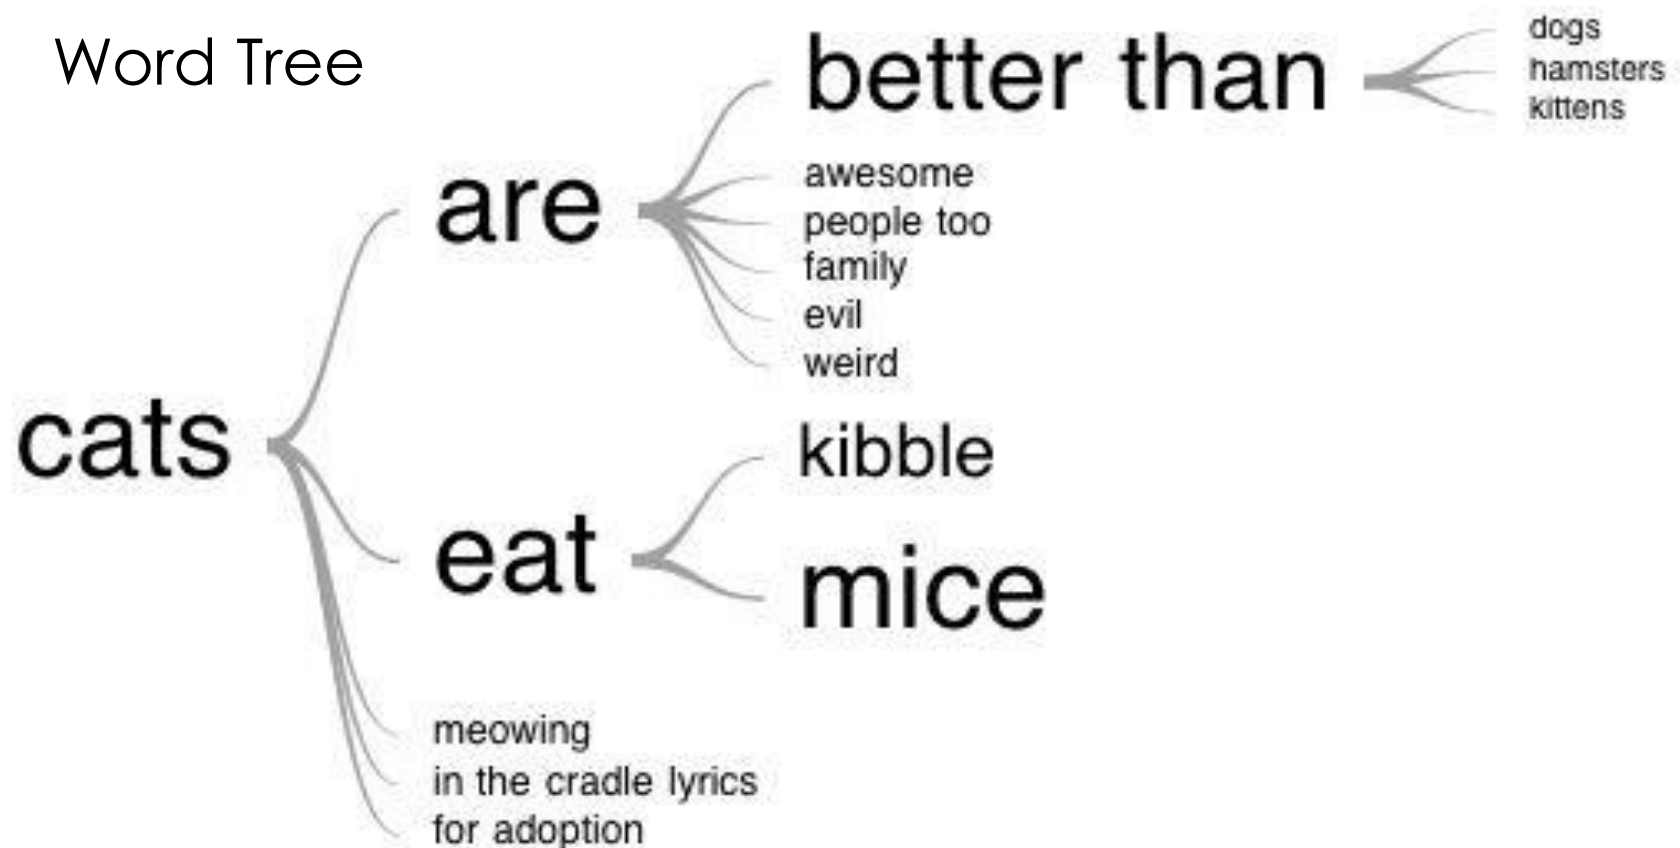 Word Tree
cats
are
better than
dogs
hamsters
kittens
awesome
people too
family
evil
weird
eat
kibble
mice
meowing
in the cradle lyrics
for adoption